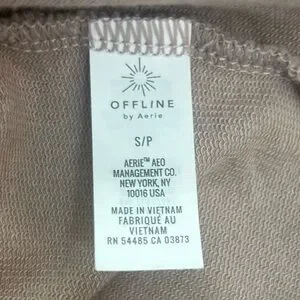 OFFLINE
by Aerie
S/P
AERIE™ AEO
MANAGEMENT CO.
NEW YORK, NY
10016 USA
MADE IN VIETNAM
FABRIQUÉ AU
VIETNAM
RN 54485 CA 03873